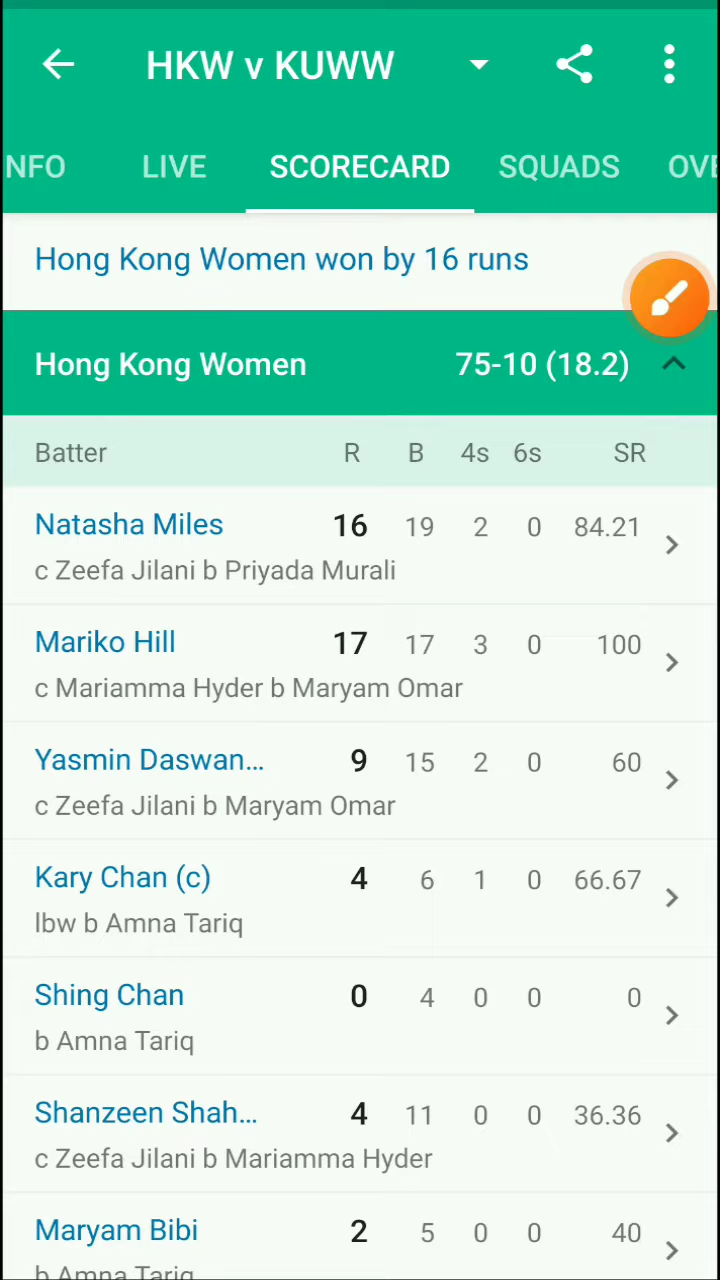 HKW v KUWW
NFO LIVE SCORECARD SQUADS OVE
Hong Kong Women won by 16 runs
Hong Kong Women 75-10 (18.2)
Batter R B 4s 6s SR
Natasha Miles 16 19 2 0 84.21
c Zeefa Jilani b Priyada Murali
Mariko Hill 17 17 3 0 100
c Mariamma Hyder b Maryam Omar
Yasmin Daswan... 9 15 2 0 60
c Zeefa Jilani b Maryam Omar
Kary Chan (c) 4 6 1 0 66.67
lbw b Amna Tariq
Shing Chan 0 4 0 0 0
b Amna Tariq
Shanzeen Shah... 4 11 0 0 36.36
c Zeefa Jilani b Mariamma Hyder
Maryam Bibi 2 5 0 0 40
b Amna Tariq